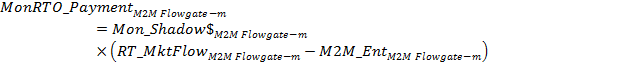 MonRTO_Payment_{M2M Flowgate−m}
= Mon_Shadow$_{M2M Flowgate−m}
× (RT_MktFlow_{M2M Flowgate−m} − M2M_Ent_{M2M Flowgate−m})